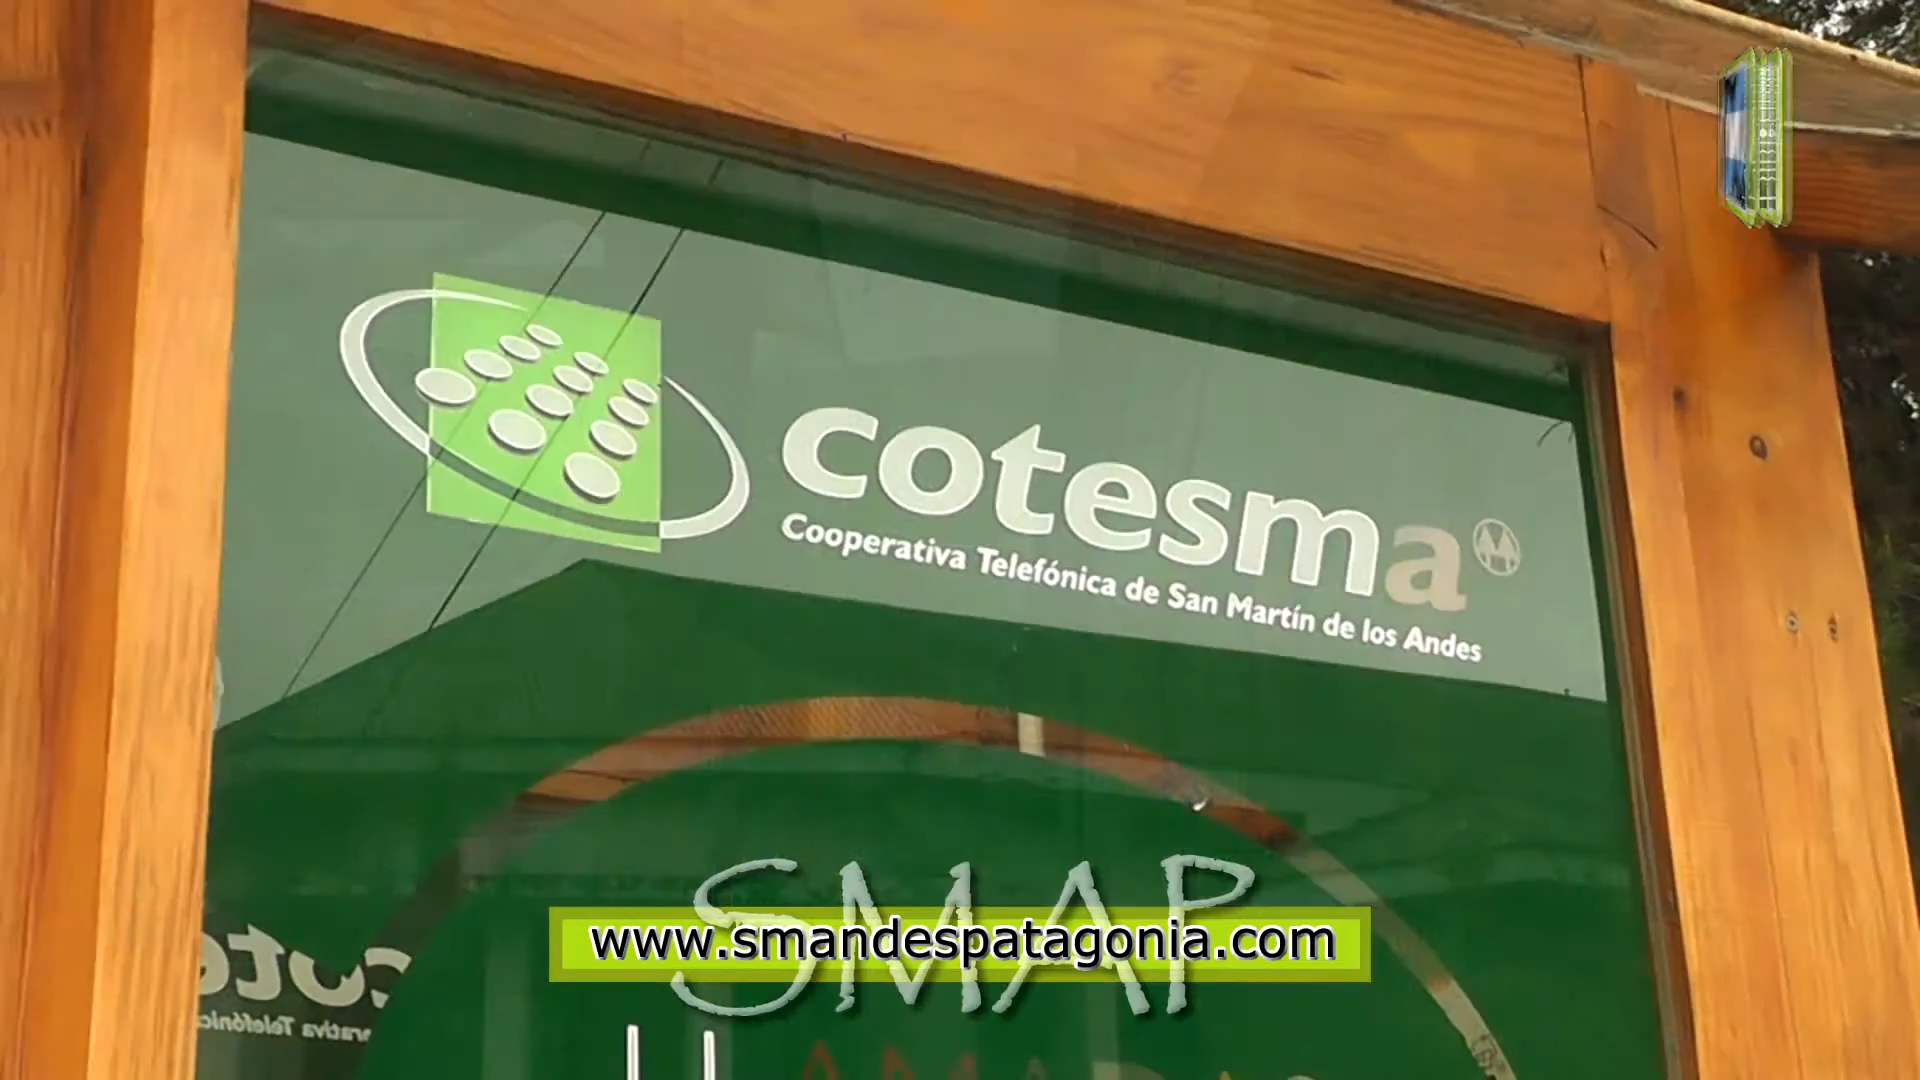 cotesma
Cooperativa Telefónica de San Martín de los Andes
SMAP
www.smandespatagonia.com